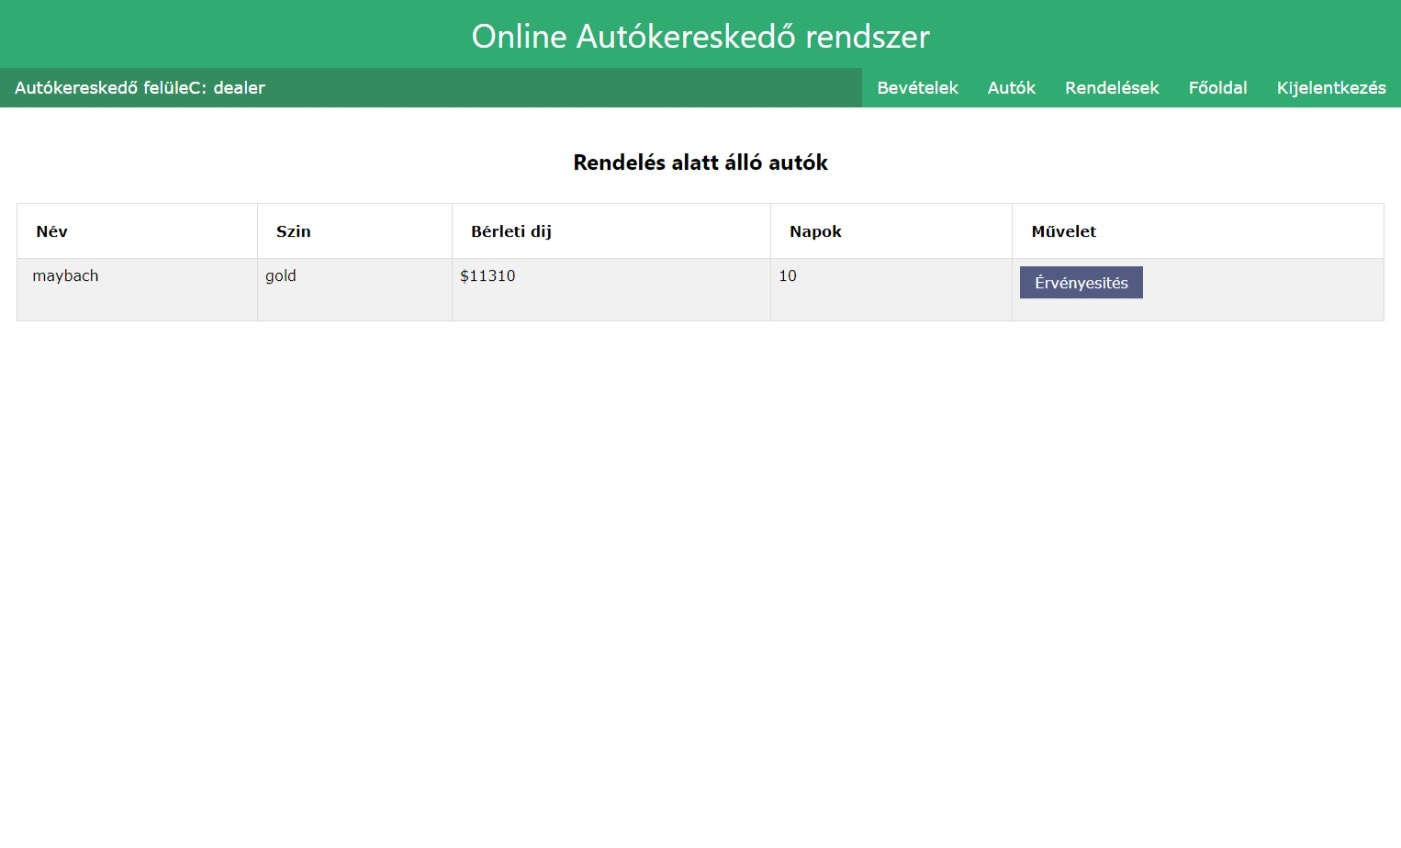 Online Autókereskedő rendszer
Autókereskedő felüleC: dealer
Bevételek Autók Rendelések Főoldal Kijelentkezés
Rendelés alatt álló autók
Név Szin Bérleti dij Napok Művelet
maybach gold $11310 10 Érvényesités